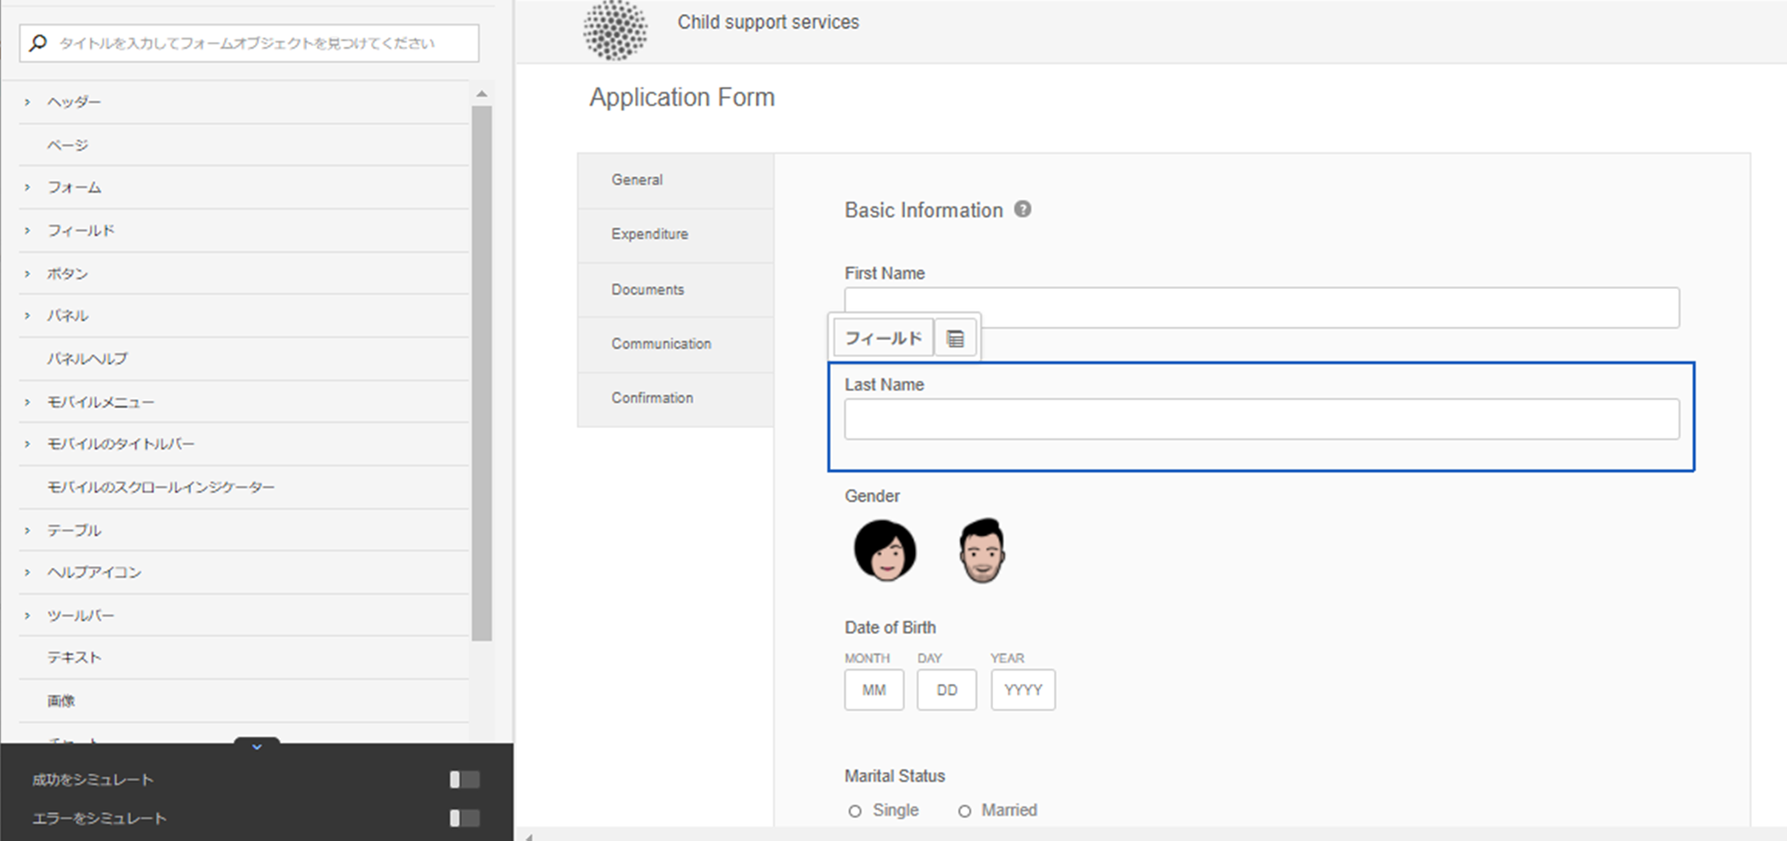 タイトルを入力してフォームオブジェクトを見つけてください
ヘッダー
ページ
フォーム
フィールド
ボタン
パネル
パネルヘルプ
モバイルメニュー
モバイルのタイトルバー
モバイルのスクロールインジケーター
テーブル
ヘルプアイコン
ツールバー
テキスト
画像
チャート
成功をシミュレート
エラーをシミュレート
Child support services
Application Form
General
Expenditure
Documents
Communication
Confirmation
Basic Information ?
First Name
フィールド
Last Name
Gender
Date of Birth
MONTH DAY YEAR
MM DD YYYY
Marital Status
Single Married